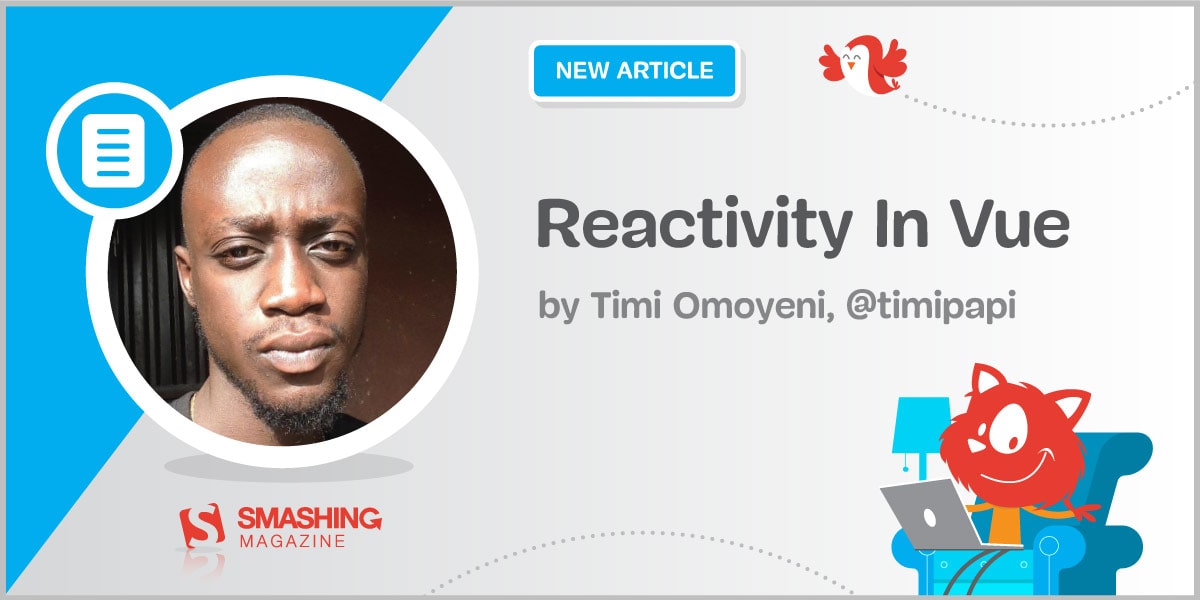 NEW ARTICLE
Reactivity In Vue
by Timi Omoyeni, @timipapi
SMASHING
MAGAZINE